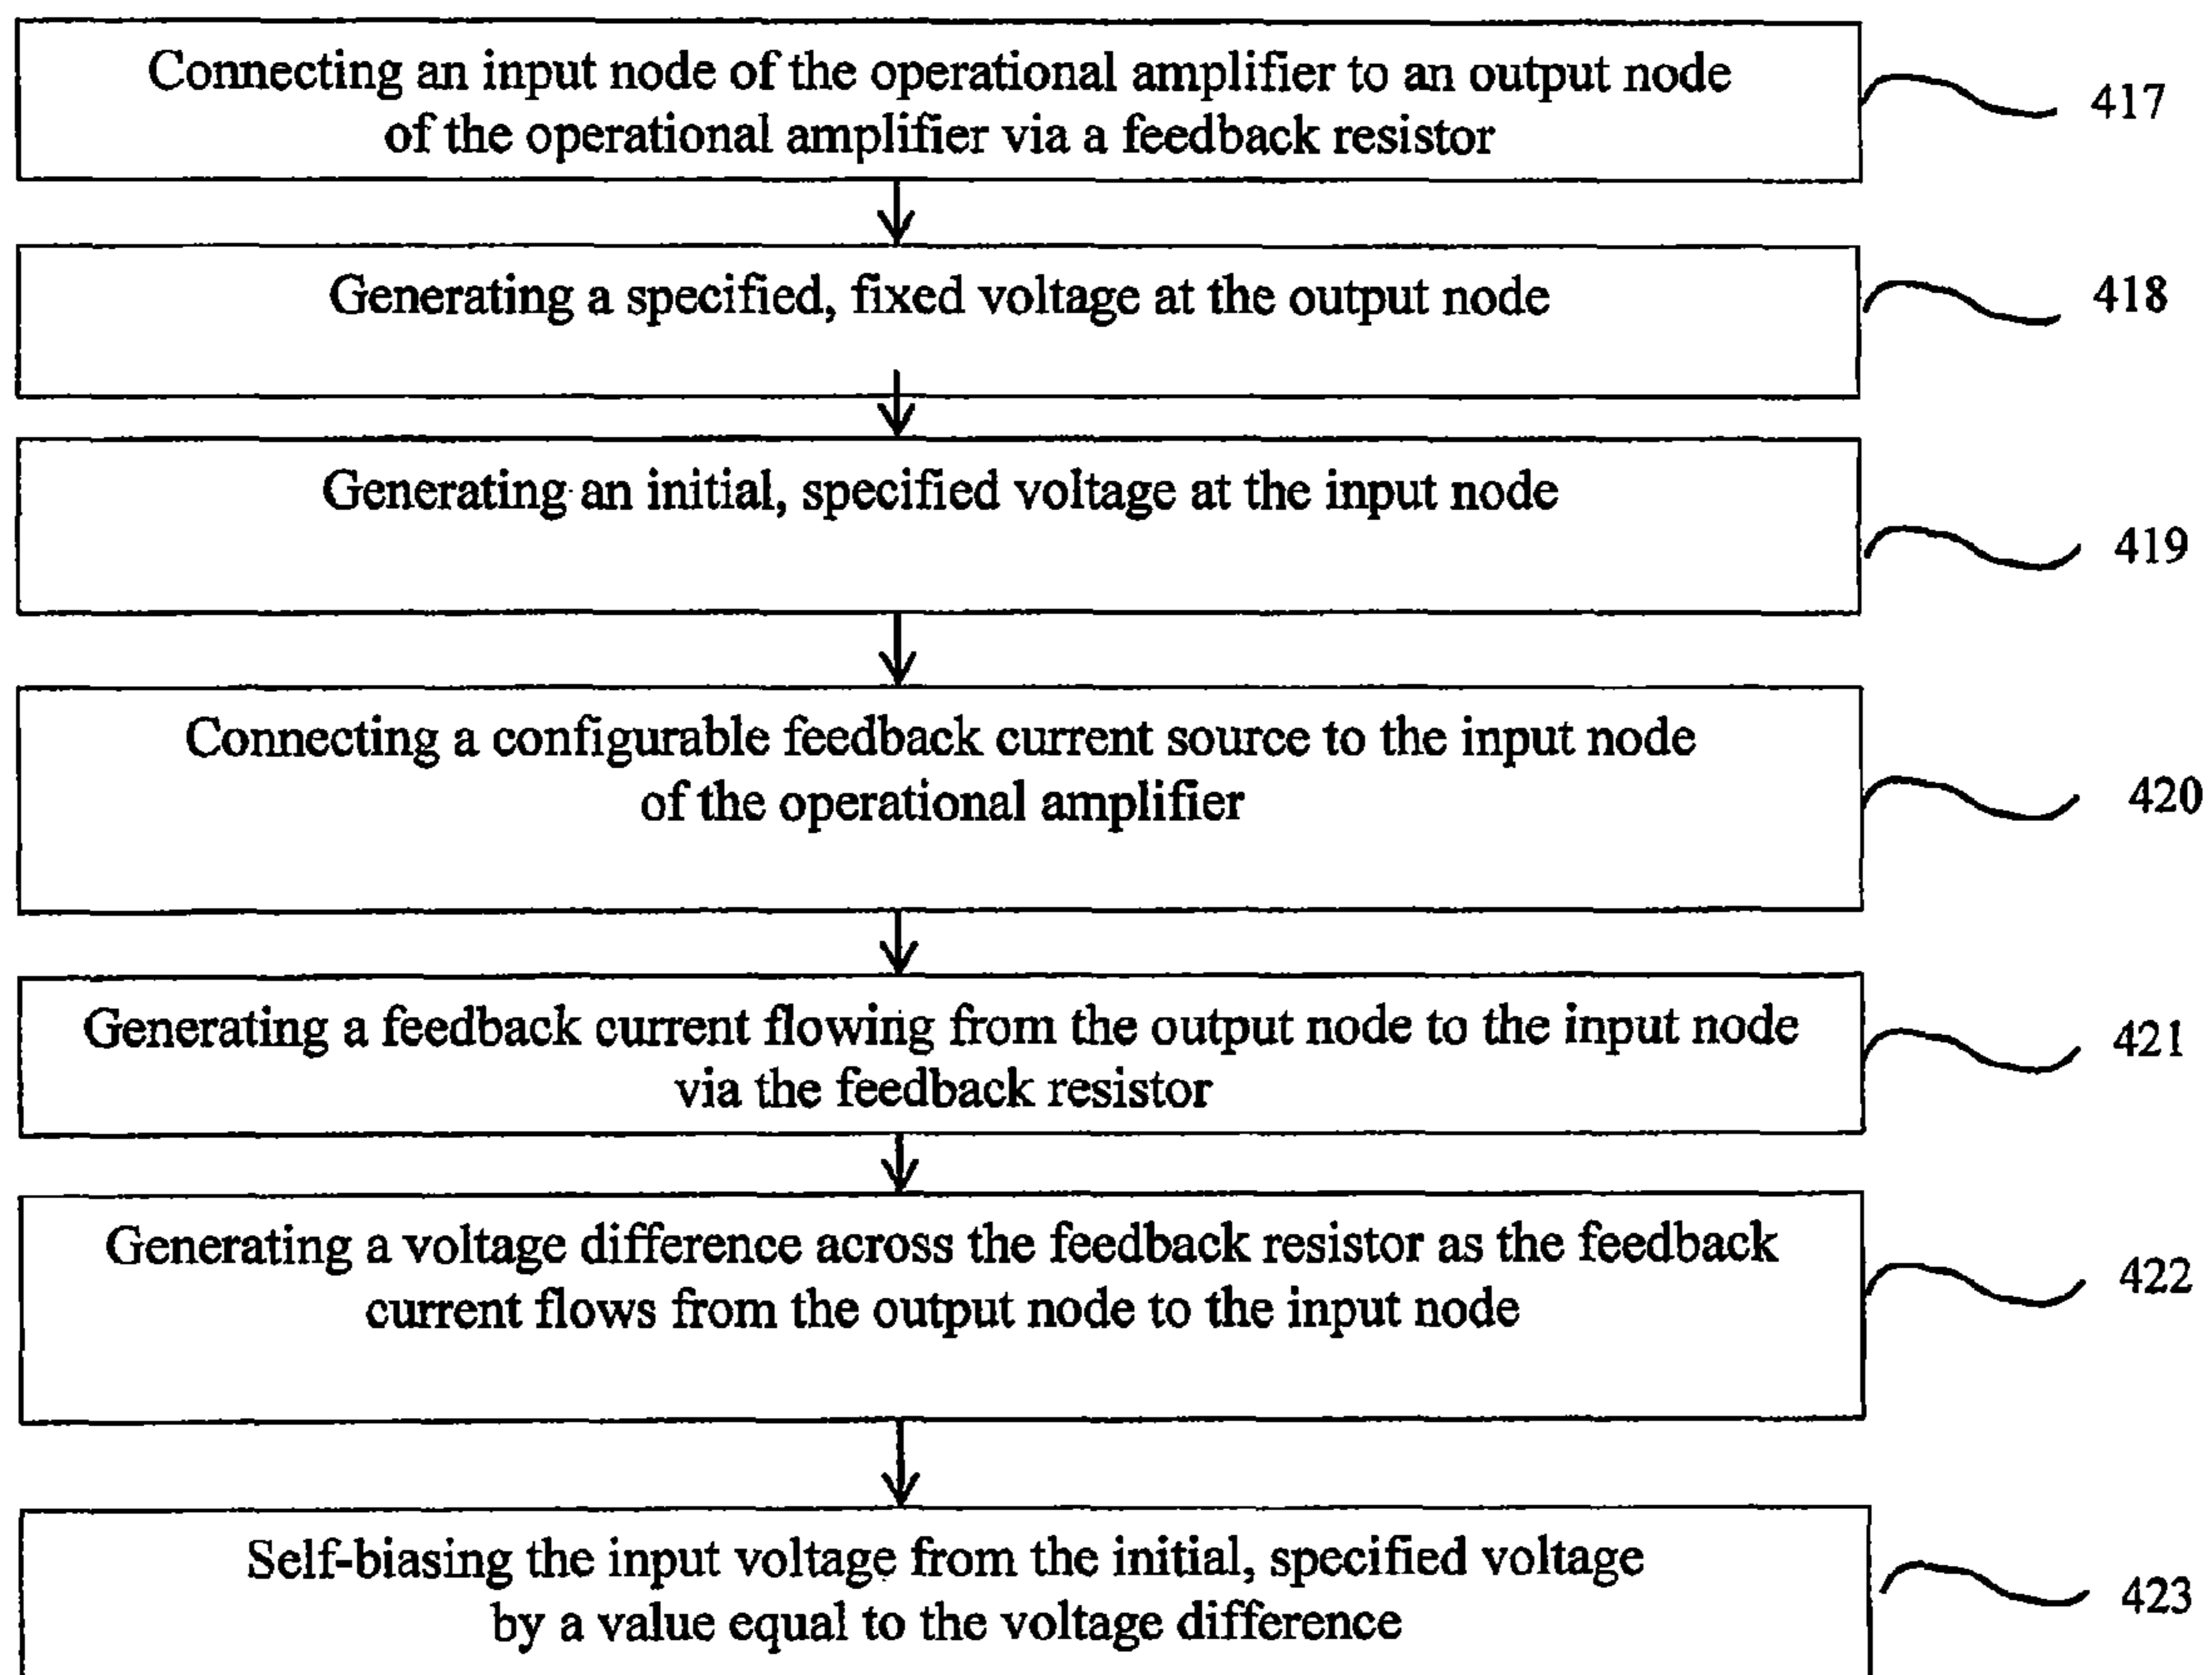 Connecting an input node of the operational amplifier to an output node
of the operational amplifier via a feedback resistor
417
Generating a specified, fixed voltage at the output node
418
Generating an initial, specified voltage at the input node
419
Connecting a configurable feedback current source to the input node
of the operational amplifier
420
Generating a feedback current flowing from the output node to the input node
via the feedback resistor
421
Generating a voltage difference across the feedback resistor as the feedback
current flows from the output node to the input node
422
Self-biasing the input voltage from the initial, specified voltage
by a value equal to the voltage difference
423